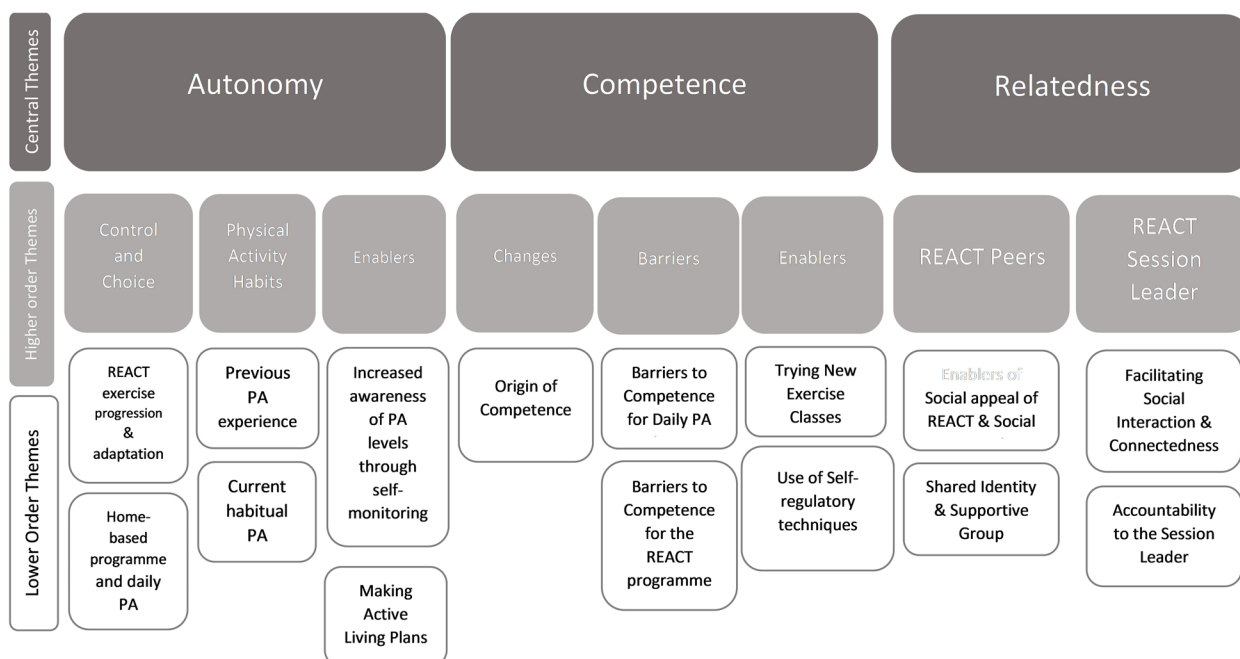 Central Themes
Autonomy
Competence
Relatedness
Higher order Themes
Control
and
Choice
Physical
Activity
Habits
Enablers
Changes
Barriers
Enablers
REACT Peers
REACT
Session
Leader
Lower Order Themes
REACT
exercise
progression
&
adaptation
Home-
based
programme
and daily
PA
Previous
PA
experience
Current
habitual
PA
Increased
awareness
of PA
levels
through
self-
monitoring
Making
Active
Living Plans
Origin of
Competence
Barriers to
Competence
for Daily PA
Barriers to
Competence
for the
REACT
programme
Trying New
Exercise
Classes
Use of Self-
regulatory
techniques
Enablers of
Social appeal of
REACT & Social
Shared Identity
& Supportive
Group
Facilitating
Social
Interaction &
Connectedness
Accountability
to the Session
Leader